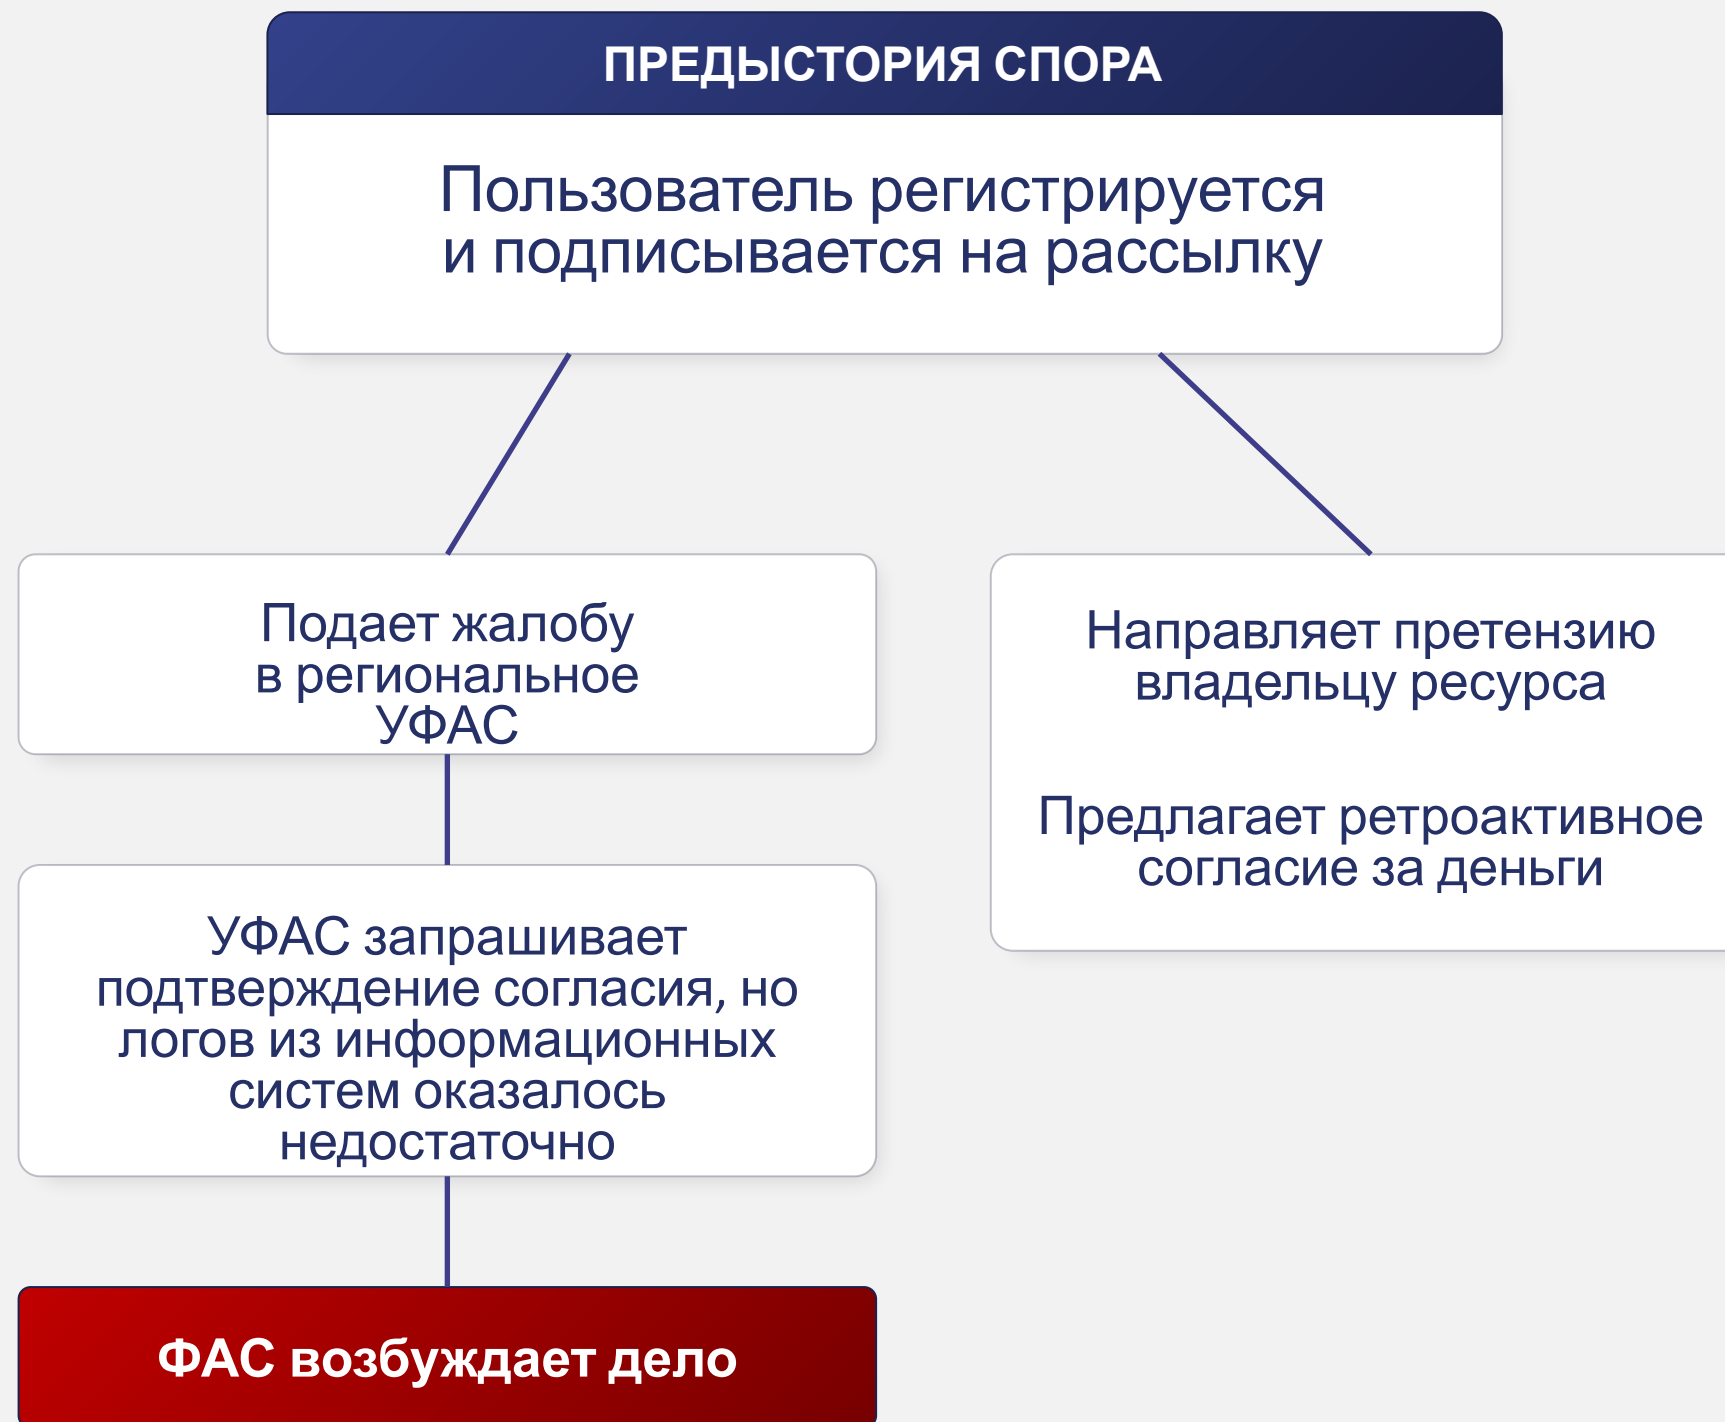 ПРЕДЫСТОРИЯ СПОРА
Пользователь регистрируется
и подписывается на рассылку
Подает жалобу
в региональное
УФАС
Направляет претензию
владельцу ресурса
Предлагает ретроактивное
согласие за деньги
УФАС запрашивает
подтверждение согласия, но
логов из информационных
систем оказалось
недостаточно
ФАС возбуждает дело